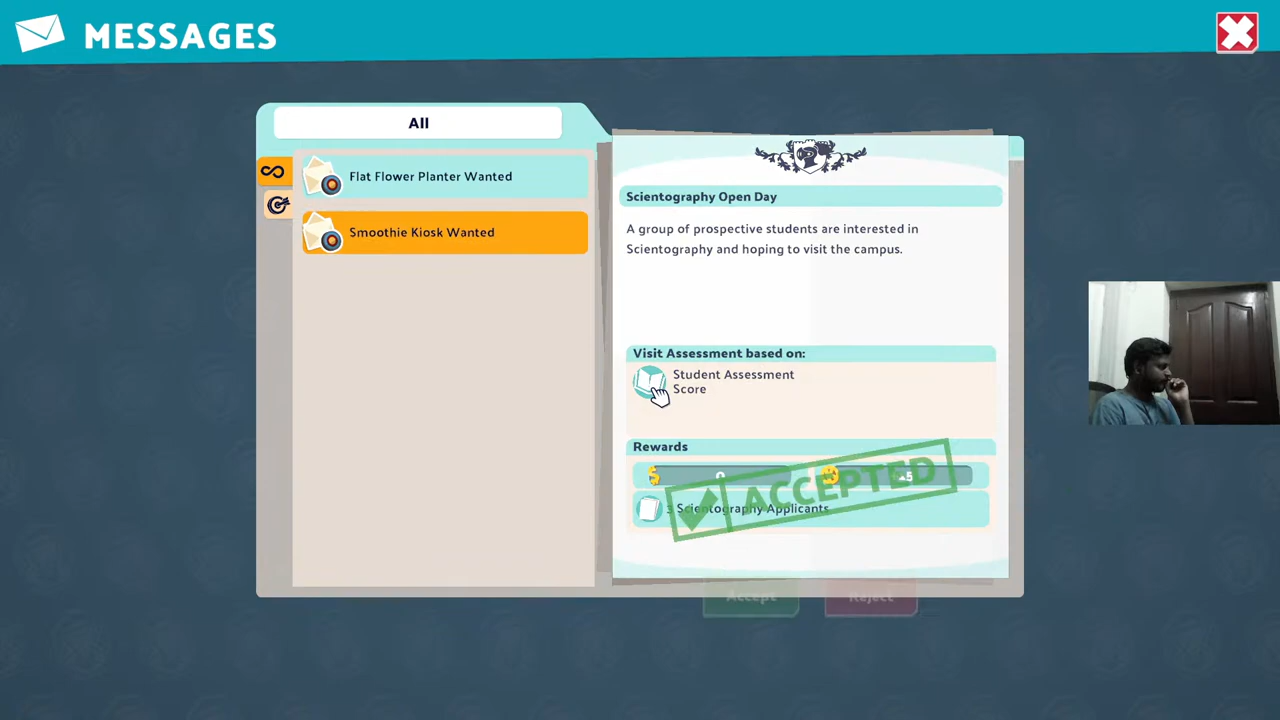 MESSAGES
All
Flat Flower Planter Wanted
Smoothie Kiosk Wanted
Scientography Open Day
A group of prospective students are interested in
Scientography and hoping to visit the campus.
Visit Assessment based on:
Student Assessment
Score
Rewards
ACCEPTED
Scientography Applicants
Accept
Reject